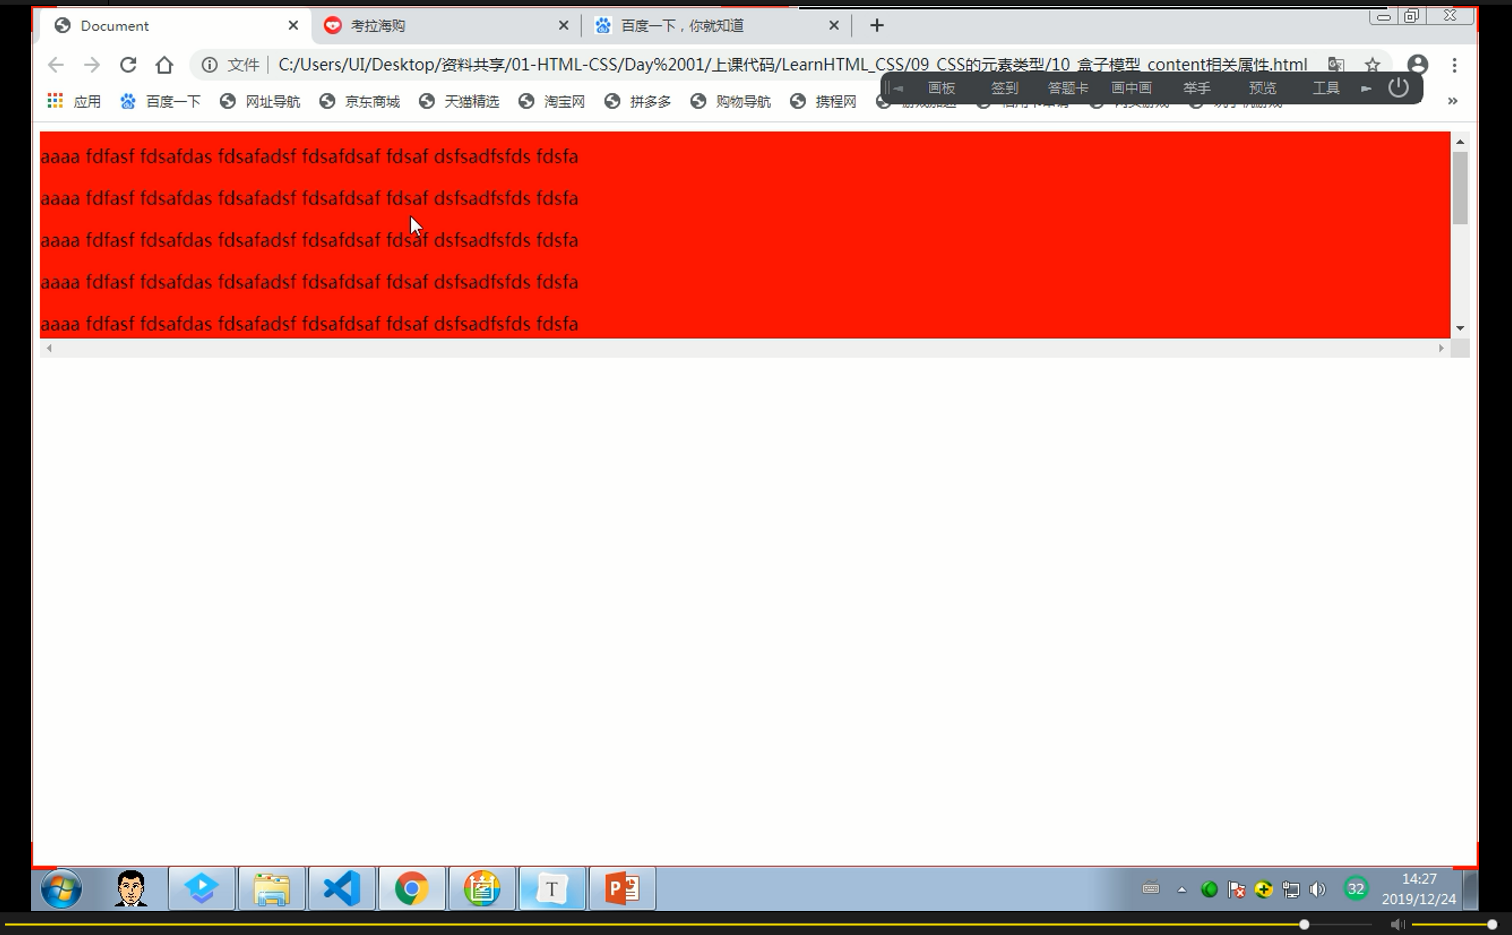 Document
考拉海购
百度一下，你就知道
文件
C:/Users/UI/Desktop/资料共享/01-HTML-CSS/Day%2001/上课代码/LearnHTML_CSS/09_CSS的元素类型/10_盒子模型_content相关属性.html
应用 百度一下 网址导航 京东商城 天猫精选 淘宝网 拼多多 购物导航 携程网
画板 签到 答题卡 画中画 举手 预览 工具
aaaa fdfasf fdsafdas fdsafadsf fdsafdsaf fdsaf dsfsadfsfds fdsfa
aaaa fdfasf fdsafdas fdsafadsf fdsafdsaf fdsaf dsfsadfsfds fdsfa
aaaa fdfasf fdsafdas fdsafadsf fdsafdsaf fdsaf dsfsadfsfds fdsfa
aaaa fdfasf fdsafdas fdsafadsf fdsafdsaf fdsaf dsfsadfsfds fdsfa
aaaa fdfasf fdsafdas fdsafadsf fdsafdsaf fdsaf dsfsadfsfds fdsfa
T
P
32
14:27
2019/12/24